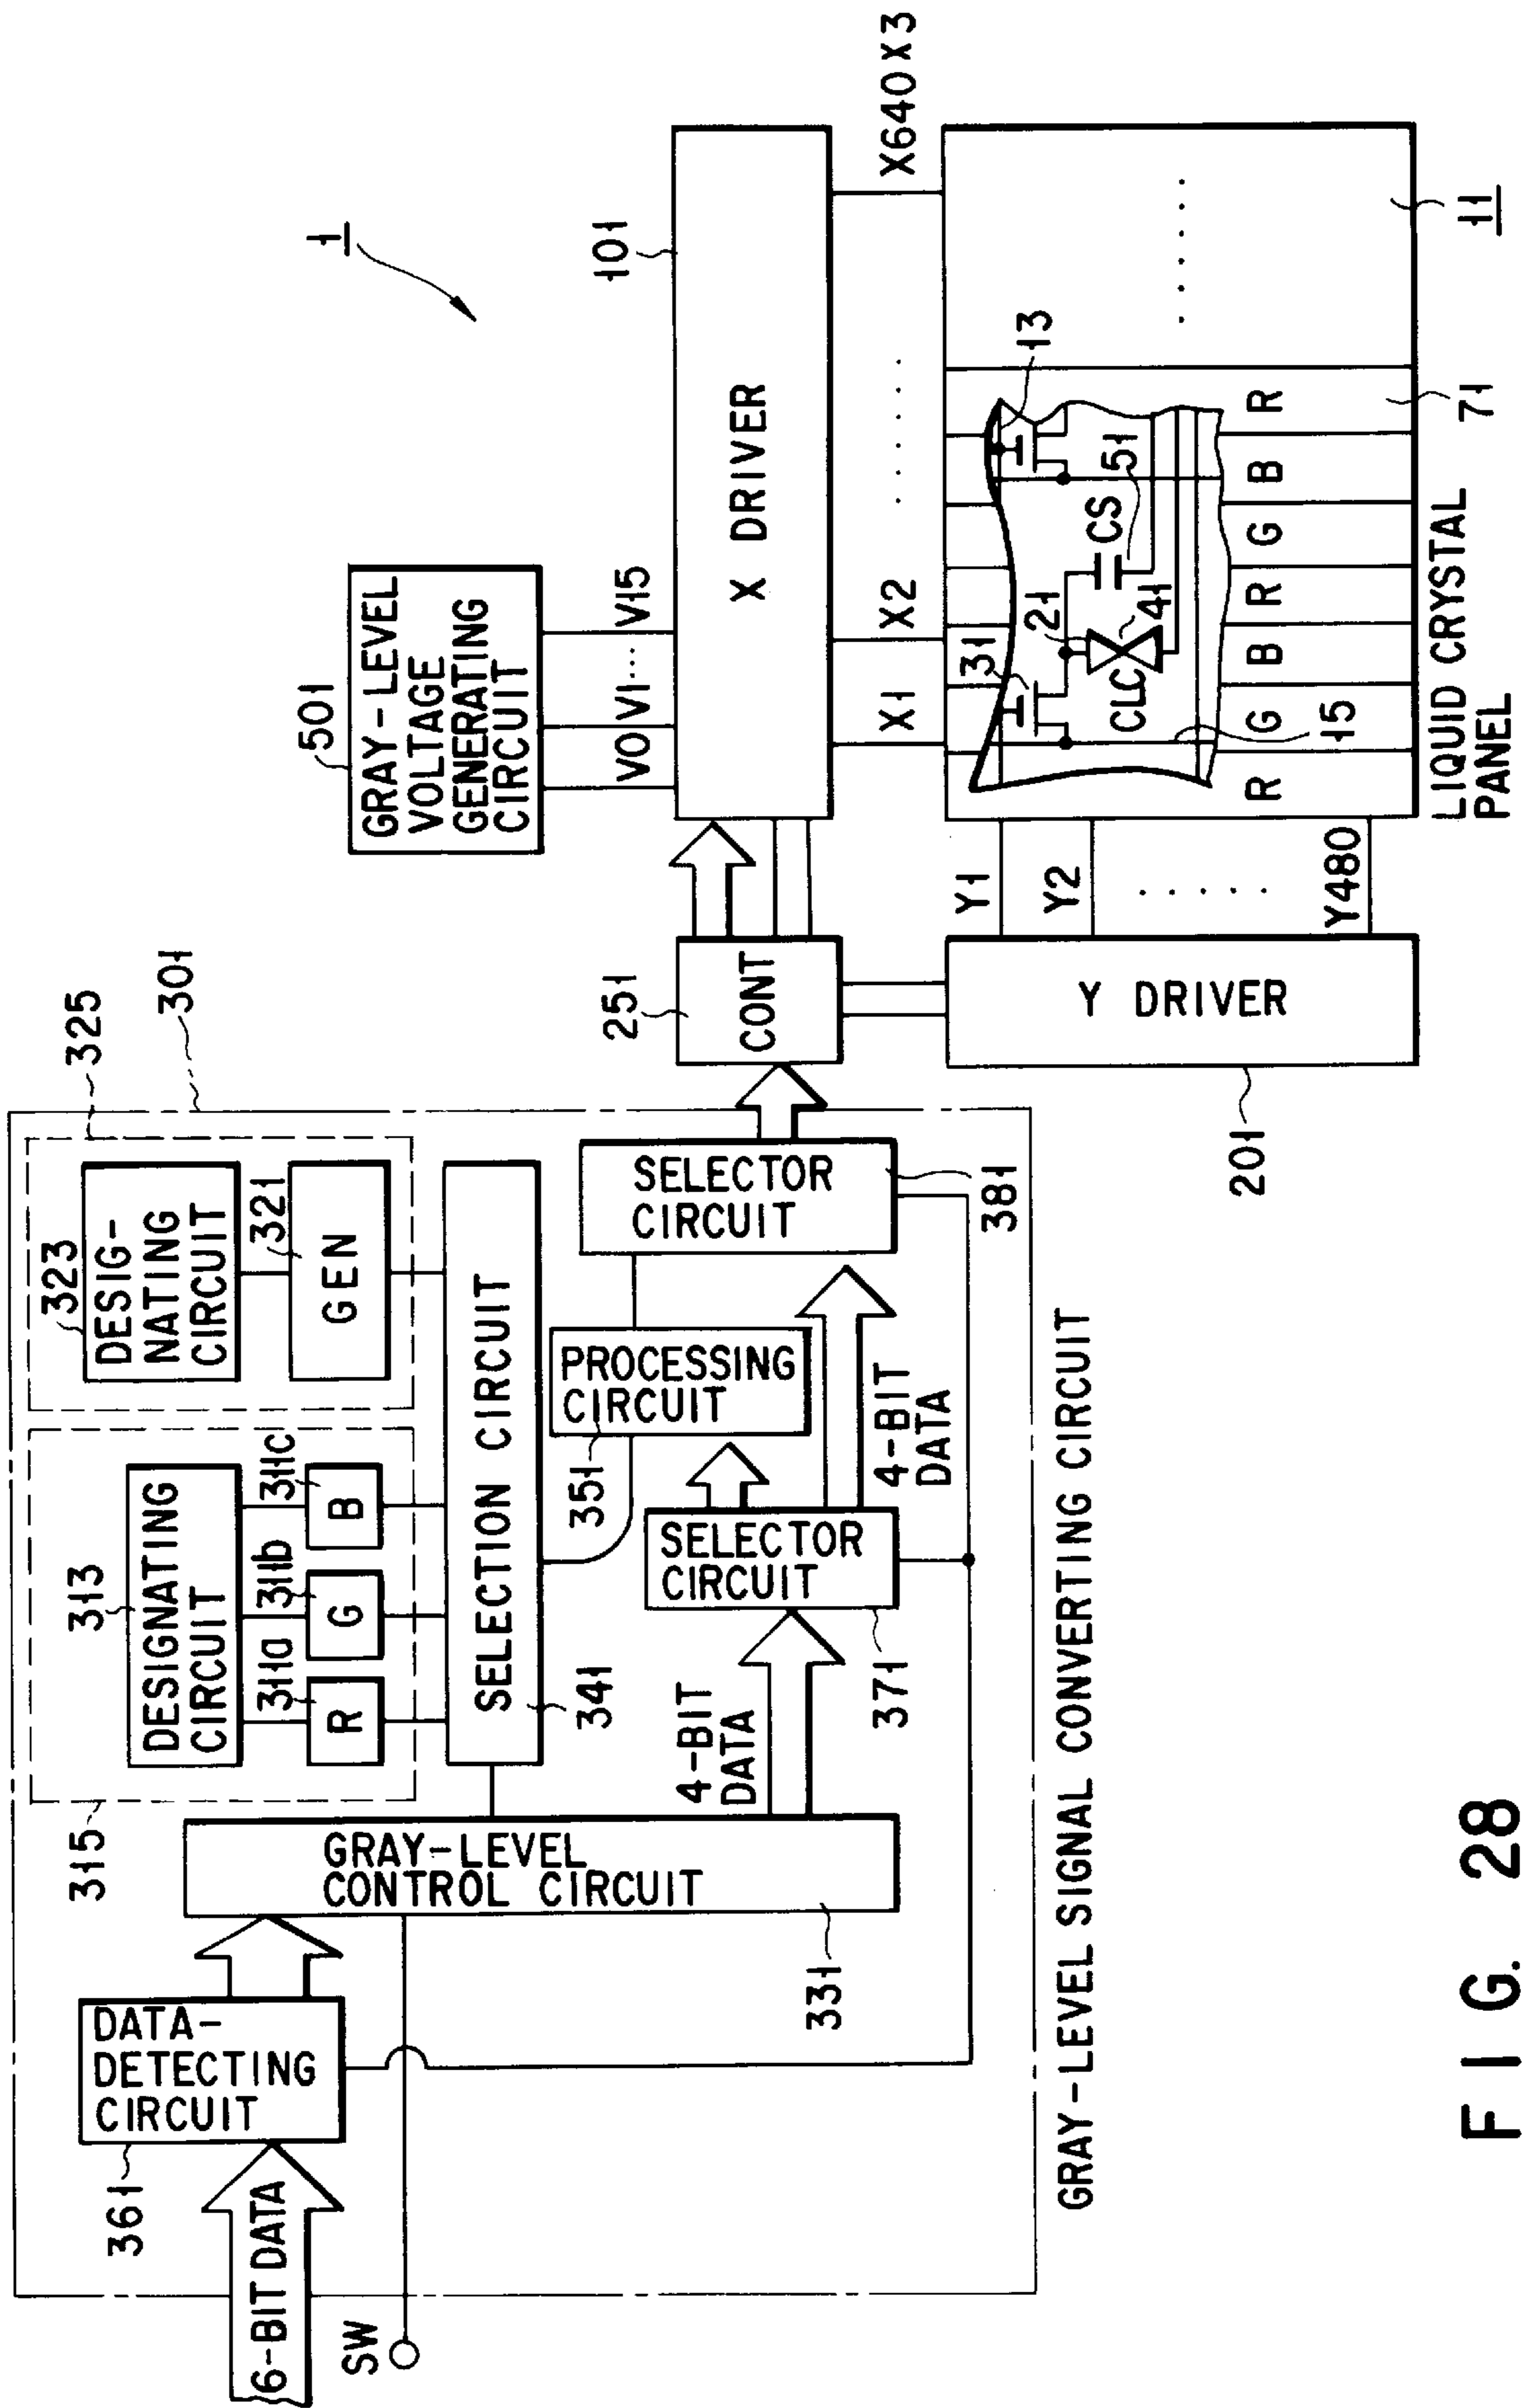 6-BIT DATA
SW
361
DATA-
DETECTING
CIRCUIT
GRAY-LEVEL
CONTROL CIRCUIT
331
315
313
DESIGNATING
CIRCUIT
311a
311b
311c
R
G
B
323
325
301
DESIG-
NATING
CIRCUIT
321
GEN
SELECTION CIRCUIT
341
351
PROCESSING
CIRCUIT
4-BIT
DATA
SELECTOR
CIRCUIT
371
4-BIT
DATA
SELECTOR
CIRCUIT
381
GRAY-LEVEL SIGNAL CONVERTING CIRCUIT
251
CONT
Y DRIVER
201
501
GRAY-LEVEL
VOLTAGE
GENERATING
CIRCUIT
V0
V1
...
V15
1
101
X DRIVER
X1
X2
......
X640X3
Y1
Y2
.....
Y480
31
21
CS
13
CLC
41
51
15
R
G
B
R
G
B
R
......
LIQUID CRYSTAL
PANEL
71
11
FIG. 28